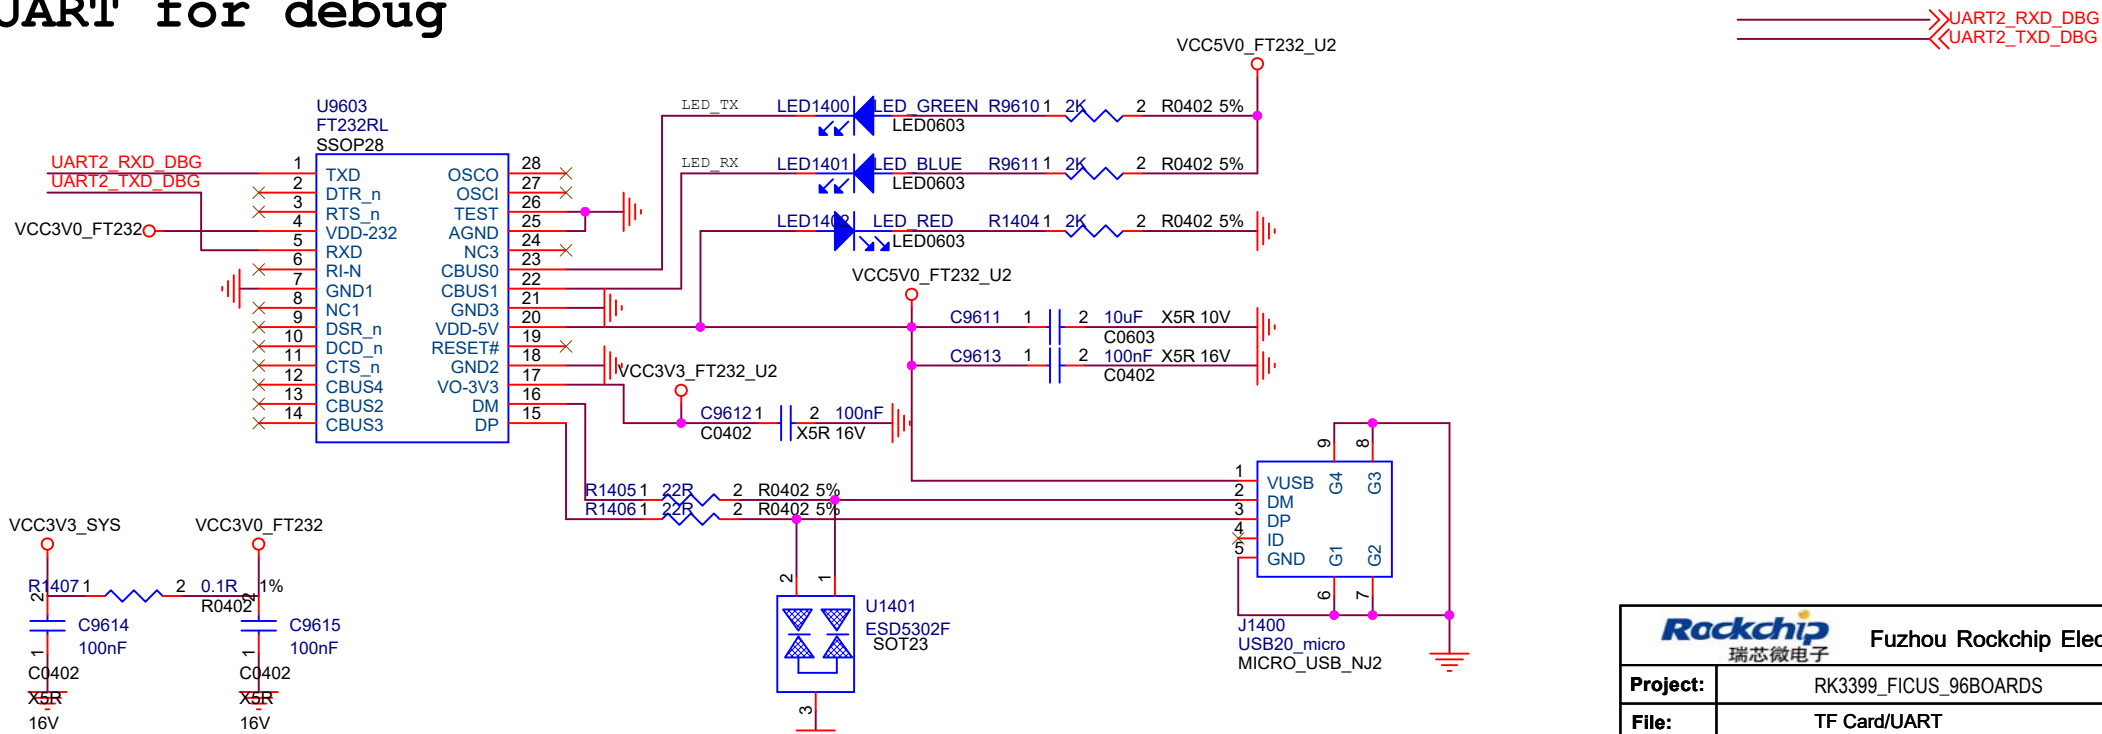 UART for debug
UART2_RXD_DBG
UART2_TXD_DBG
VCC5V0_FT232_U2
U9603
FT232RL
SSOP28
LED_TX LED1400 LED_GREEN R9610 1 2K 2 R0402 5%
LED0603
LED_RX LED1401 LED_BLUE R9611 1 2K 2 R0402 5%
LED0603
LED1402 LED_RED R1404 1 2K 2 R0402 5%
LED0603
UART2_RXD_DBG
UART2_TXD_DBG
VCC3V0_FT232
1 TXD OSCO 28
2 DTR_n OSCI 27
3 RTS_n TEST 26
4 VDD-232 AGND 25
5 RXD NC3 24
6 RI-N CBUS0 23
7 GND1 CBUS1 22
8 NC1 GND3 21
9 DSR_n VDD-5V 20
10 DCD_n RESET# 19
11 CTS_n GND2 18
12 CBUS4 VO-3V3 17
13 CBUS2 DM 16
14 CBUS3 DP 15
VCC5V0_FT232_U2
C9611 1 2 10uF X5R 10V
C0603
C9613 1 2 100nF X5R 16V
C0402
VCC3V3_FT232_U2
C9612 1 2 100nF
C0402 X5R 16V
R1405 1 22R 2 R0402 5%
R1406 1 22R 2 R0402 5%
9 8
1 VUSB G4 G3
2 DM
3 DP
4 ID
5 GND G1 G2
6 7
J1400
USB20_micro
MICRO_USB_NJ2
2 1
U1401
ESD5302F
SOT23
3
VCC3V3_SYS VCC3V0_FT232
R1407 1 2 0.1R 1%
R0402
2 2
C9614 C9615
100nF 100nF
1 1
C0402 C0402
X5R X5R
16V 16V
Rockchip
瑞芯微电子
Fuzhou Rockchip Elec
Project: RK3399_FICUS_96BOARDS
File: TF Card/UART